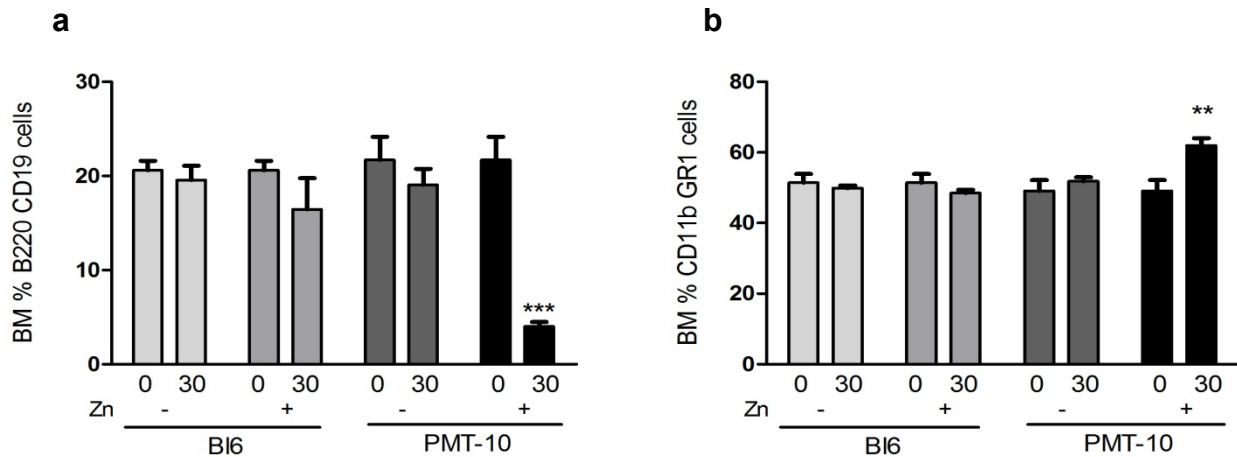 a
30
20
10
0
BM % B220 CD19 cells
***
0 30 0 30 0 30 0 30
Zn - + - +
Bl6 PMT-10
b
80
60
40
20
0
BM % CD11b GR1 cells
**
0 30 0 30 0 30 0 30
Zn - + - +
Bl6 PMT-10